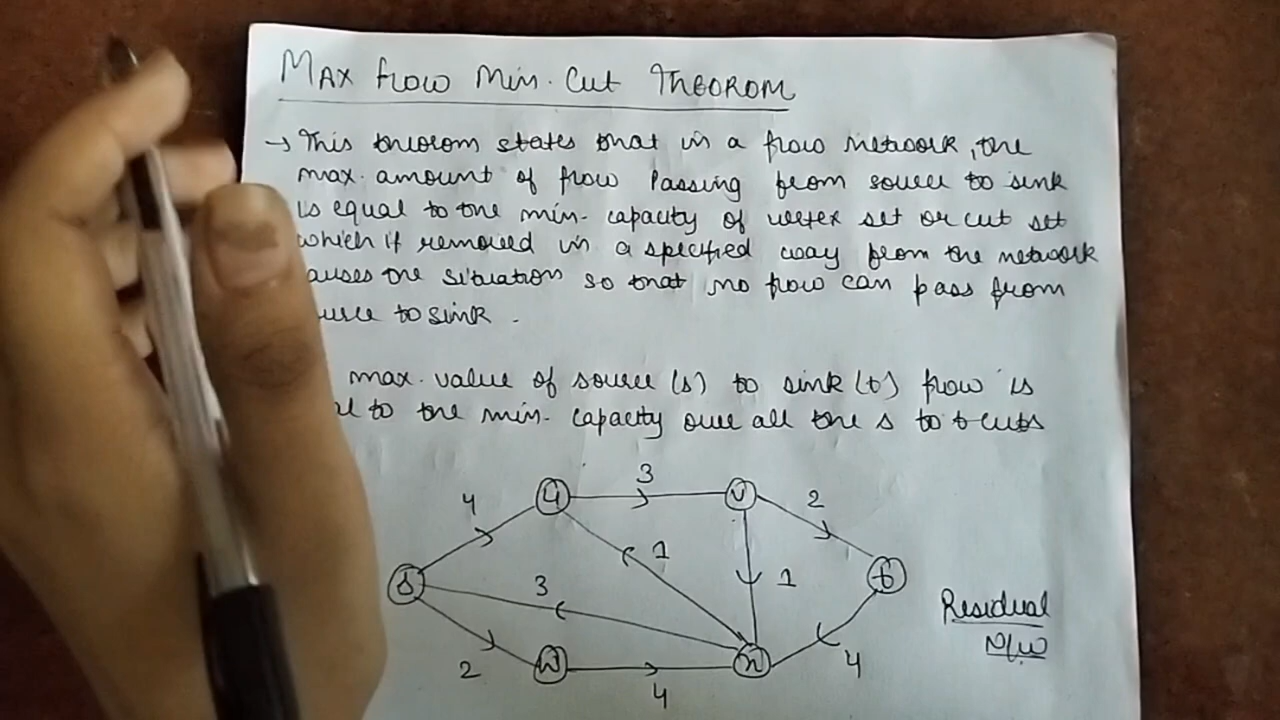 MAX flow Min. Cut THEOROM
→ This theorom states that in a flow network, the
max. amount of flow Passing from source to sink
is equal to the min. capacity of vertex set or cut set
which if removed in a specified way from the network
auses the situation so that no flow can pass from
urce to sink.
max. value of source (s) to sink (t) flow is
l to the min. capacity over all the s to t cuts
3
4 u v 2
1
s 3 1 t
Residual
N/w
w x
2 4 4